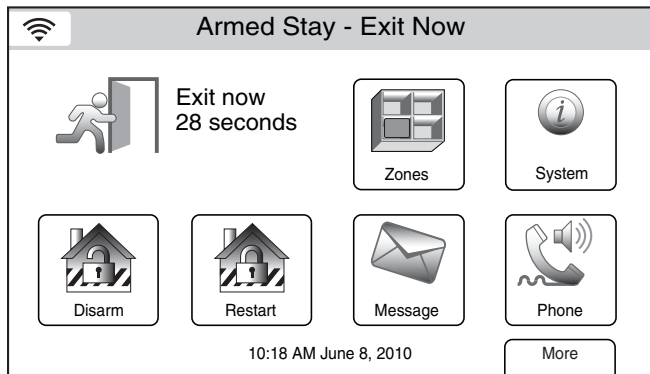 Armed Stay - Exit Now
Exit now
28 seconds
Zones
System
Disarm
Restart
Message
Phone
10:18 AM June 8, 2010
More